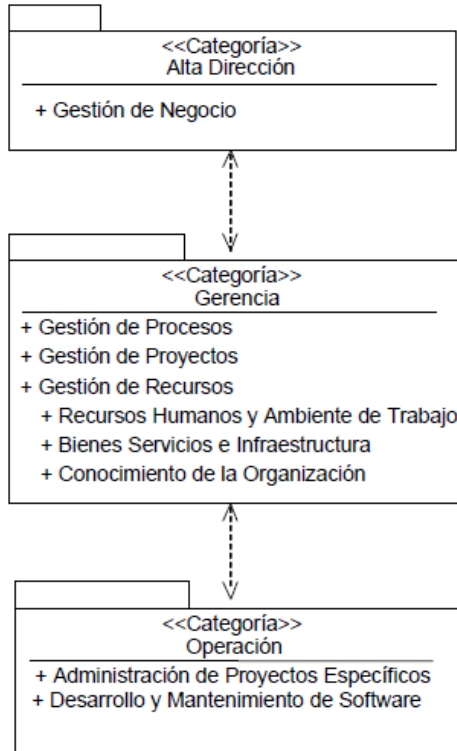 <<Categoría>>
Alta Dirección
+ Gestión de Negocio
<<Categoría>>
Gerencia
+ Gestión de Procesos
+ Gestión de Proyectos
+ Gestión de Recursos
+ Recursos Humanos y Ambiente de Trabajo
+ Bienes Servicios e Infraestructura
+ Conocimiento de la Organización
<<Categoría>>
Operación
+ Administración de Proyectos Específicos
+ Desarrollo y Mantenimiento de Software